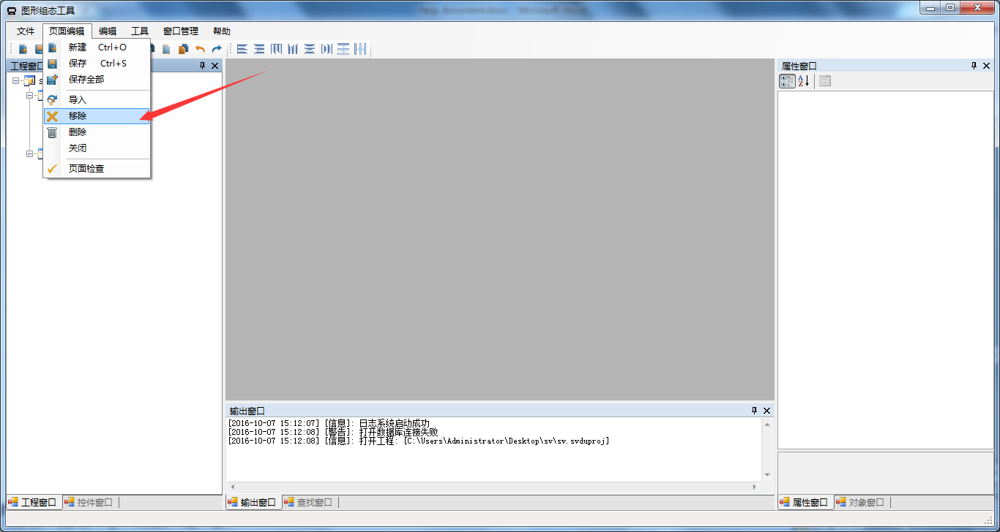 图形组态工具
文件 页面编辑 编辑 工具 窗口管理 帮助
新建 Ctrl+O
保存 Ctrl+S
保存全部
导入
移除
删除
关闭
页面检查
工程窗口
属性窗口
输出窗口
[2016-10-07 15:12:07] [信息]: 日志系统启动成功
[2016-10-07 15:12:08] [警告]: 打开数据库连接失败
[2016-10-07 15:12:08] [信息]: 打开工程: [C:\Users\Administrator\Desktop\sv\sv.svduproj]
工程窗口 控件窗口
输出窗口 查找窗口
属性窗口 对象窗口